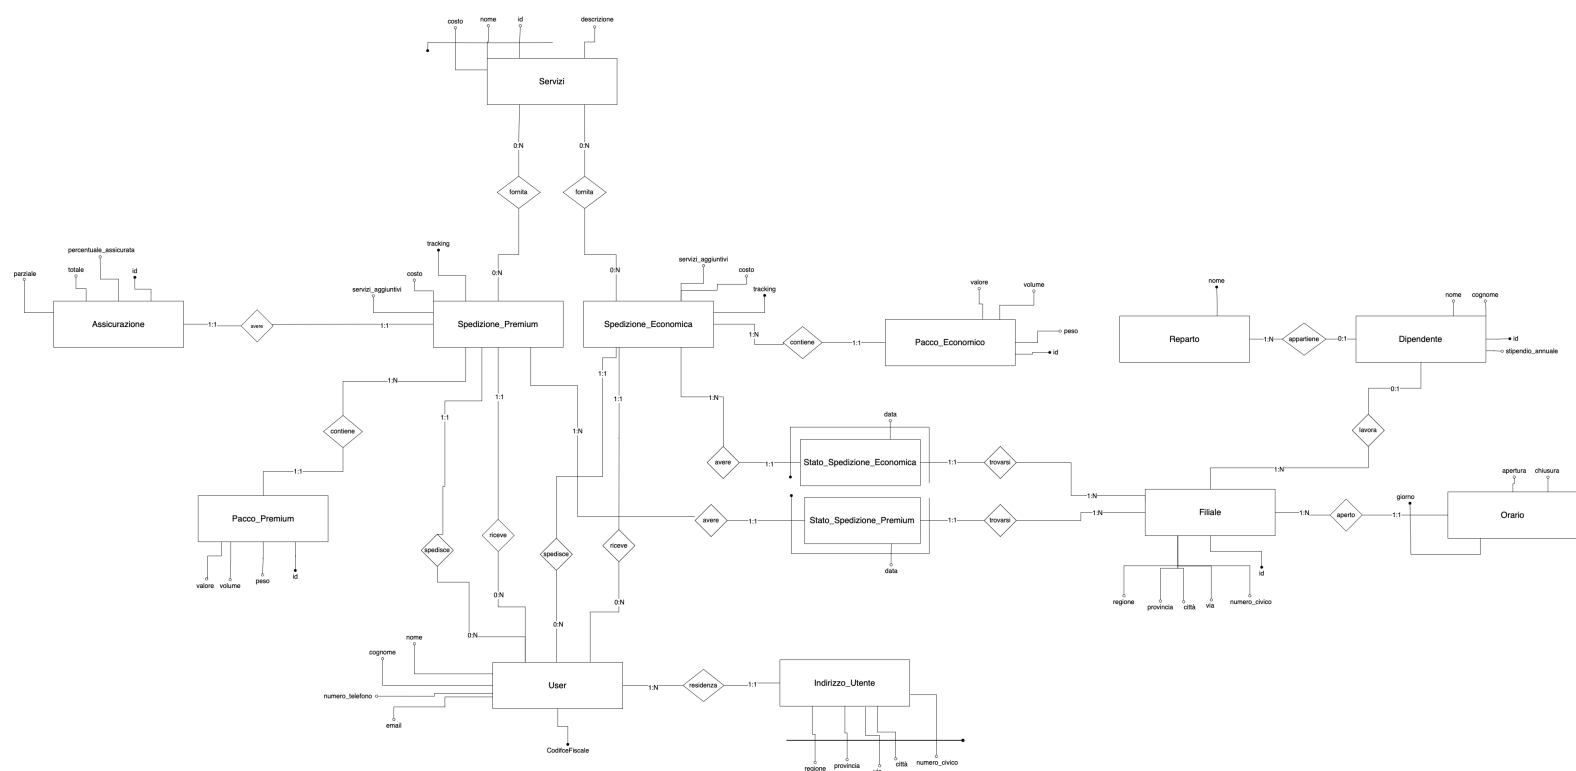 costo
nome
id
descrizione
Servizi
0:N
0:N
fornita
fornita
0:N
0:N
parziale
totale
percentuale_assicurata
id
Assicurazione
1:1
avere
1:1
tracking
costo
servizi_aggiuntivi
Spedizione_Premium
servizi_aggiuntivi
costo
tracking
Spedizione_Economica
1:N
contiene
1:1
valore
volume
Pacco_Economico
peso
id
nome
Reparto
1:N
appartiene
0:1
nome
cognome
Dipendente
id
stipendio_annuale
0:1
lavora
1:N
1:N
contiene
1:1
Pacco_Premium
valore
volume
peso
id
1:1
1:1
1:1
1:1
1:N
1:N
avere
1:1
data
Stato_Spedizione_Economica
1:1
trovarsi
1:N
avere
1:1
Stato_Spedizione_Premium
data
1:1
trovarsi
1:N
Filiale
1:N
aperto
1:1
giorno
apertura
chiusura
Orario
regione
provincia
città
via
numero_civico
id
spedisce
riceve
spedisce
riceve
0:N
0:N
0:N
0:N
nome
cognome
numero_telefono
email
User
CodifceFiscale
1:N
residenza
1:1
Indirizzo_Utente
regione
provincia
via
città
numero_civico